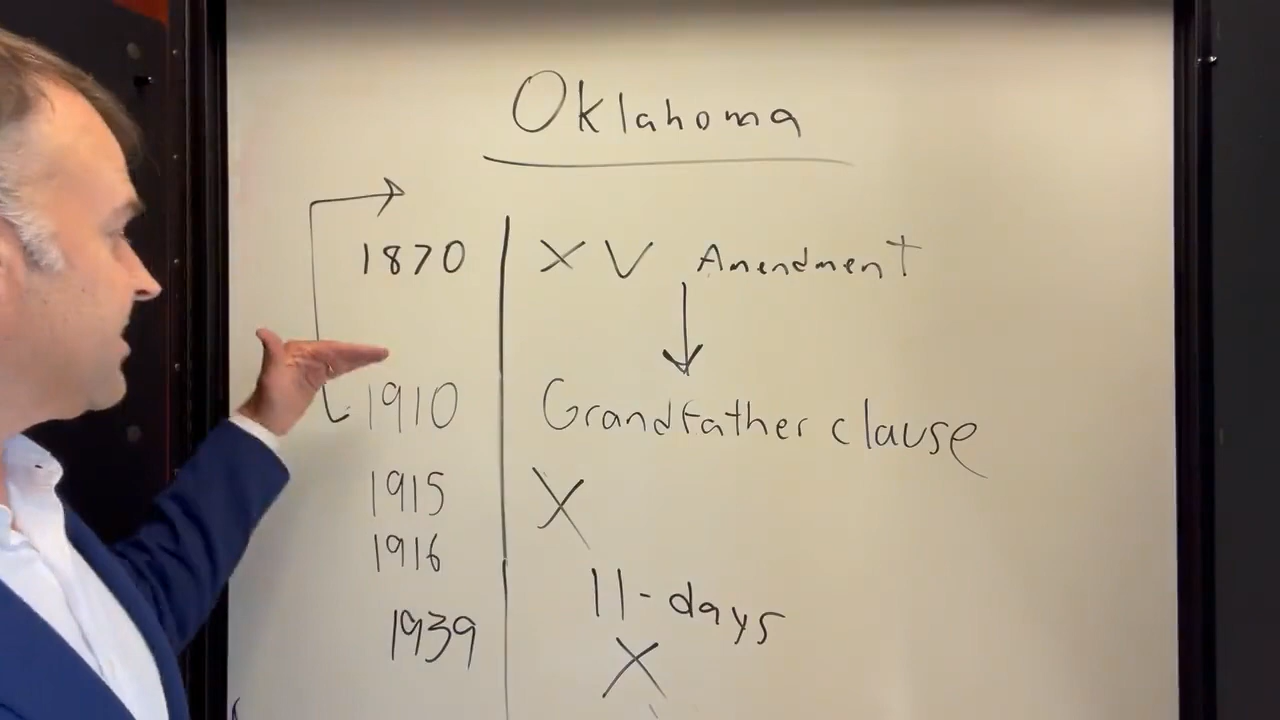 Oklahoma
1870 XV Amendment
1910 Grandfather clause
1915 X
1916
11-days
1939
X